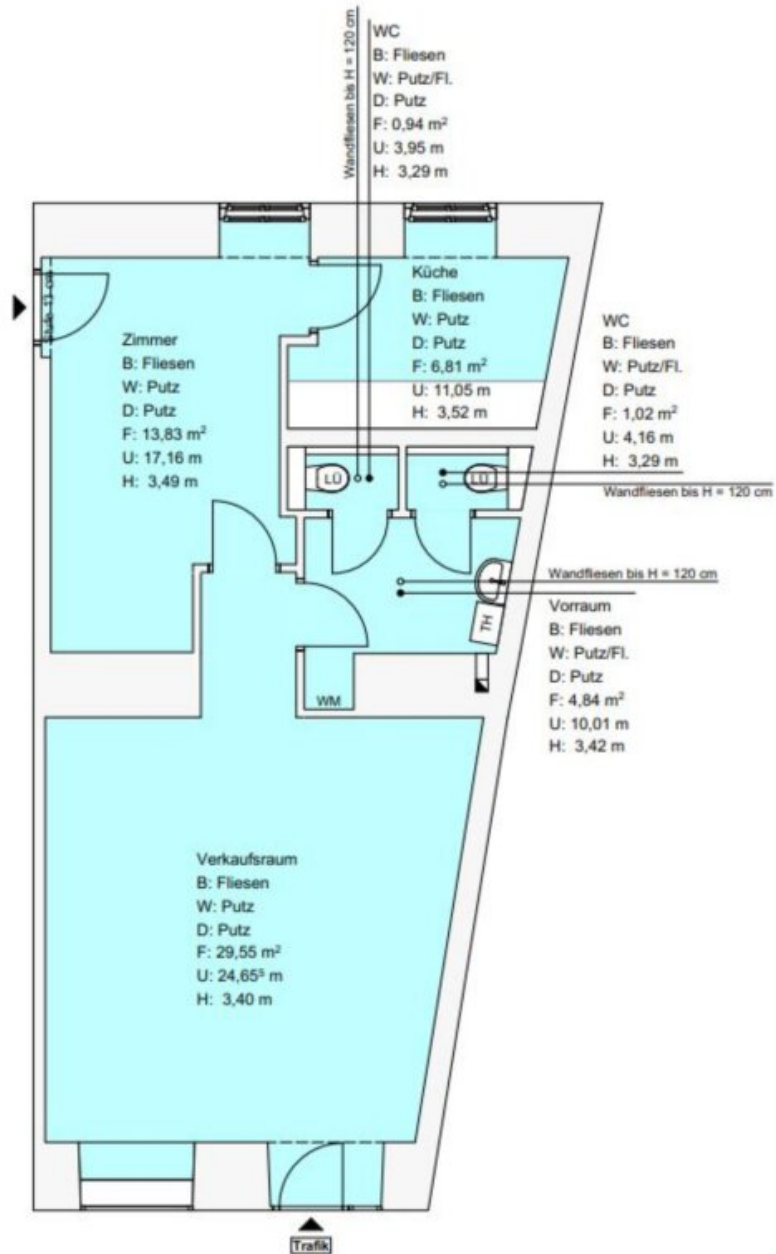 Wandfliesen bis H = 120 cm
WC
B: Fliesen
W: Putz/Fl.
D: Putz
F: 0,94 m²
U: 3,95 m
H: 3,29 m
Küche
B: Fliesen
W: Putz
D: Putz
F: 6,81 m²
U: 11,05 m
H: 3,52 m
Stufe 13 cm
Zimmer
B: Fliesen
W: Putz
D: Putz
F: 13,83 m²
U: 17,16 m
H: 3,49 m
WC
B: Fliesen
W: Putz/Fl.
D: Putz
F: 1,02 m²
U: 4,16 m
H: 3,29 m
Wandfliesen bis H = 120 cm
LÜ
LÜ
Wandfliesen bis H = 120 cm
TH
Vorraum
B: Fliesen
W: Putz/Fl.
D: Putz
F: 4,84 m²
U: 10,01 m
H: 3,42 m
WM
Verkaufsraum
B: Fliesen
W: Putz
D: Putz
F: 29,55 m²
U: 24,65⁵ m
H: 3,40 m
Trafik